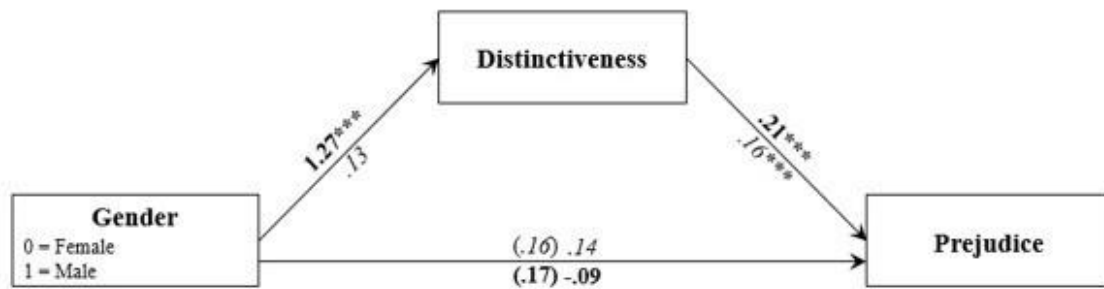 Distinctiveness
1.27***
.13
.21***
.16***
Gender
0 = Female
1 = Male
(.16) .14
(.17) -.09
Prejudice